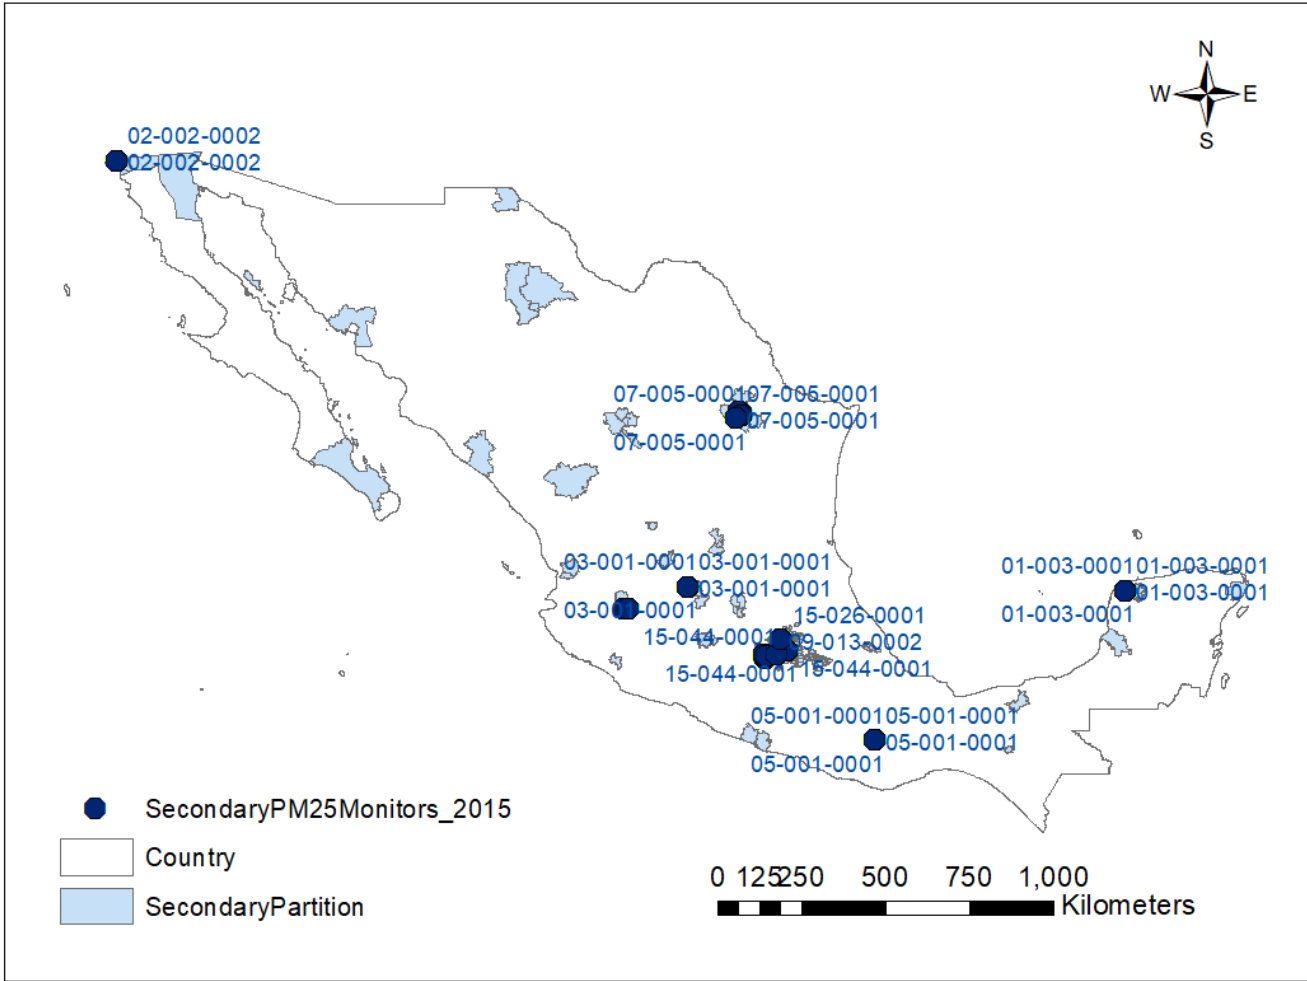 N
W E
S
02-002-0002
02-002-0002
07-005-0001 07-005-0001
07-005-0001
07-005-0001
03-001-0001 03-001-0001
03-001-0001
03-001-0001
01-003-0001 01-003-0001
01-003-0001
01-003-0001
15-026-0001
15-044-0001
09-013-0002
15-044-0001
15-044-0001
05-001-0001 05-001-0001
05-001-0001
05-001-0001
SecondaryPM25Monitors_2015
Country
SecondaryPartition
0 125 250 500 750 1,000
Kilometers